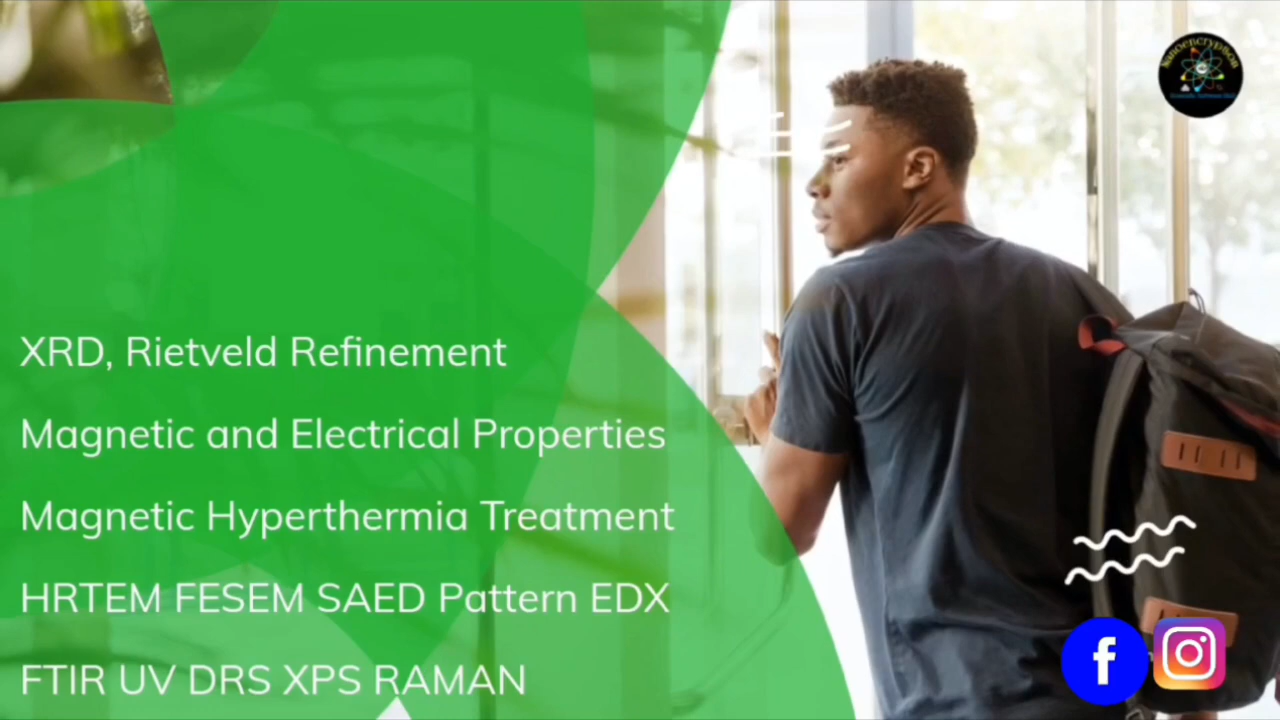 Nanoencryption
XRD, Rietveld Refinement
Magnetic and Electrical Properties
Magnetic Hyperthermia Treatment
HRTEM FESEM SAED Pattern EDX
FTIR UV DRS XPS RAMAN